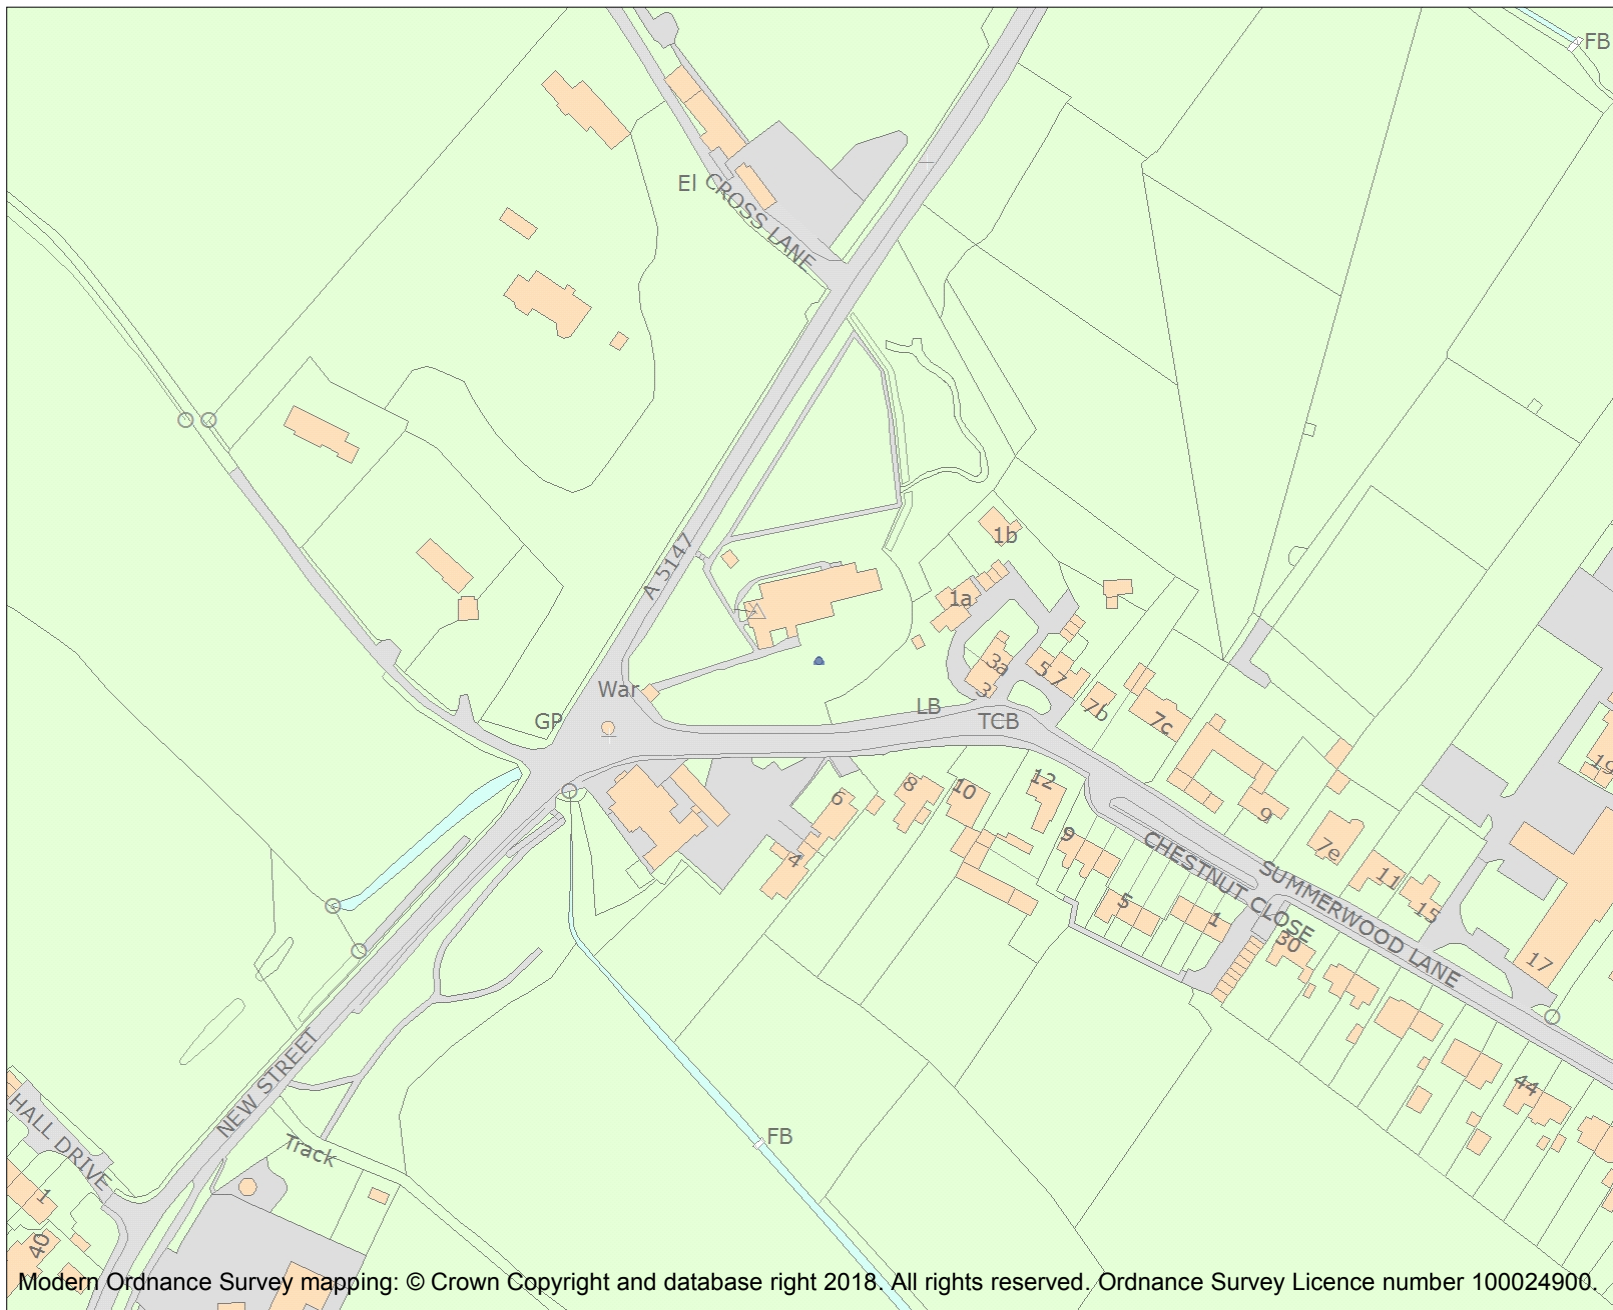 FB
El
CROSS LANE
A 5147
1b
1a
3a
3
5
7
7b
7c
War
GP
LB
TCB
6
8
10
12
4
9
9
7e
19
CHESTNUT CLOSE
SUMMERWOOD LANE
11
15
5
1
30
17
44
NEW STREET
HALL DRIVE
Track
FB
1
40
Modern Ordnance Survey mapping: © Crown Copyright and database right 2018. All rights reserved. Ordnance Survey Licence number 100024900.